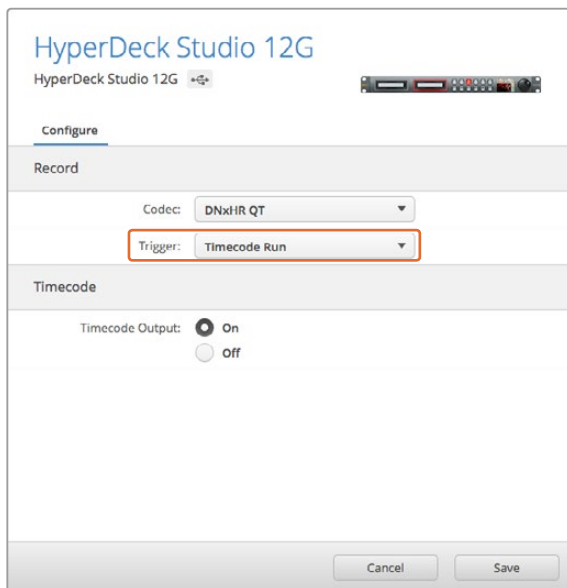 HyperDeck Studio 12G
HyperDeck Studio 12G
Configure
Record
Codec: DNxHR QT
Trigger: Timecode Run
Timecode
Timecode Output: On
Off
Cancel Save